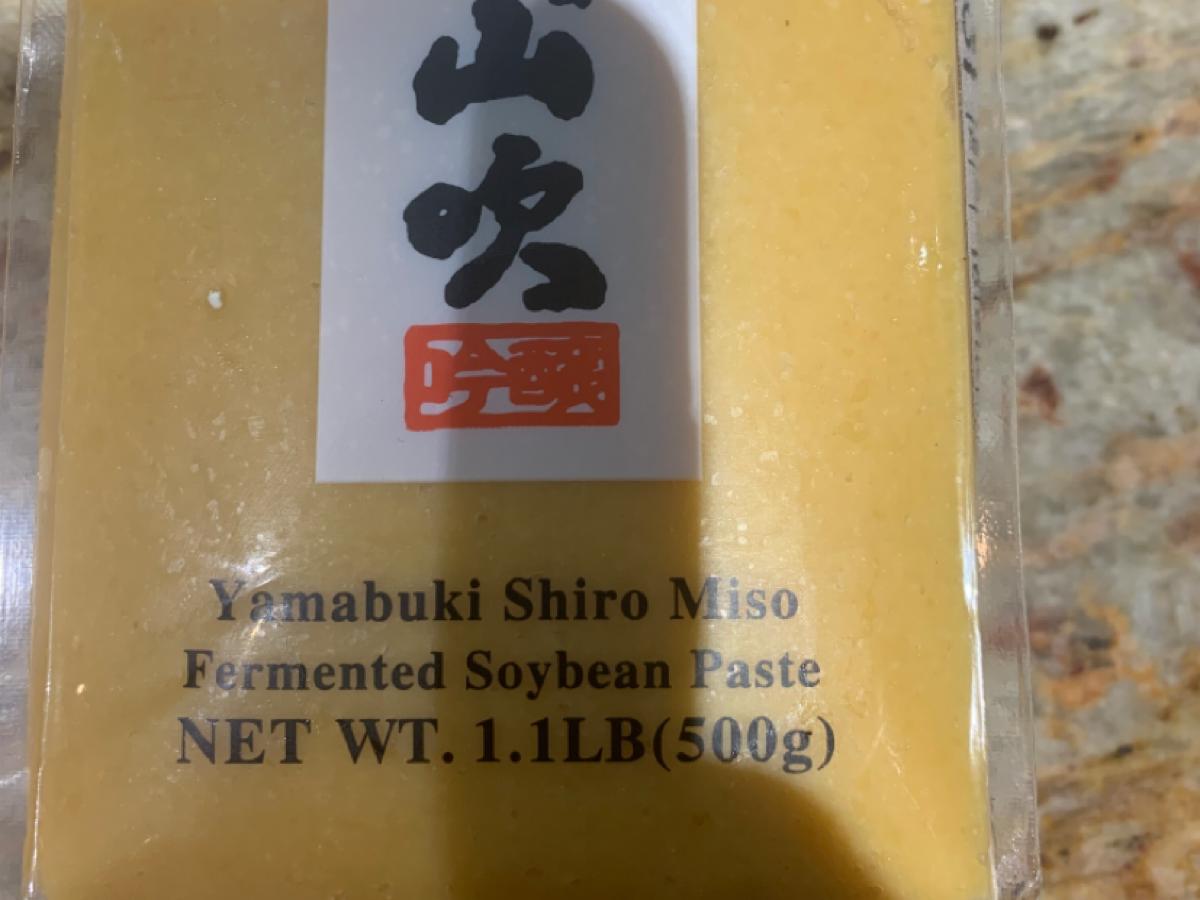 山吹
吟醸
Yamabuki Shiro Miso
Fermented Soybean Paste
NET WT. 1.1LB(500g)